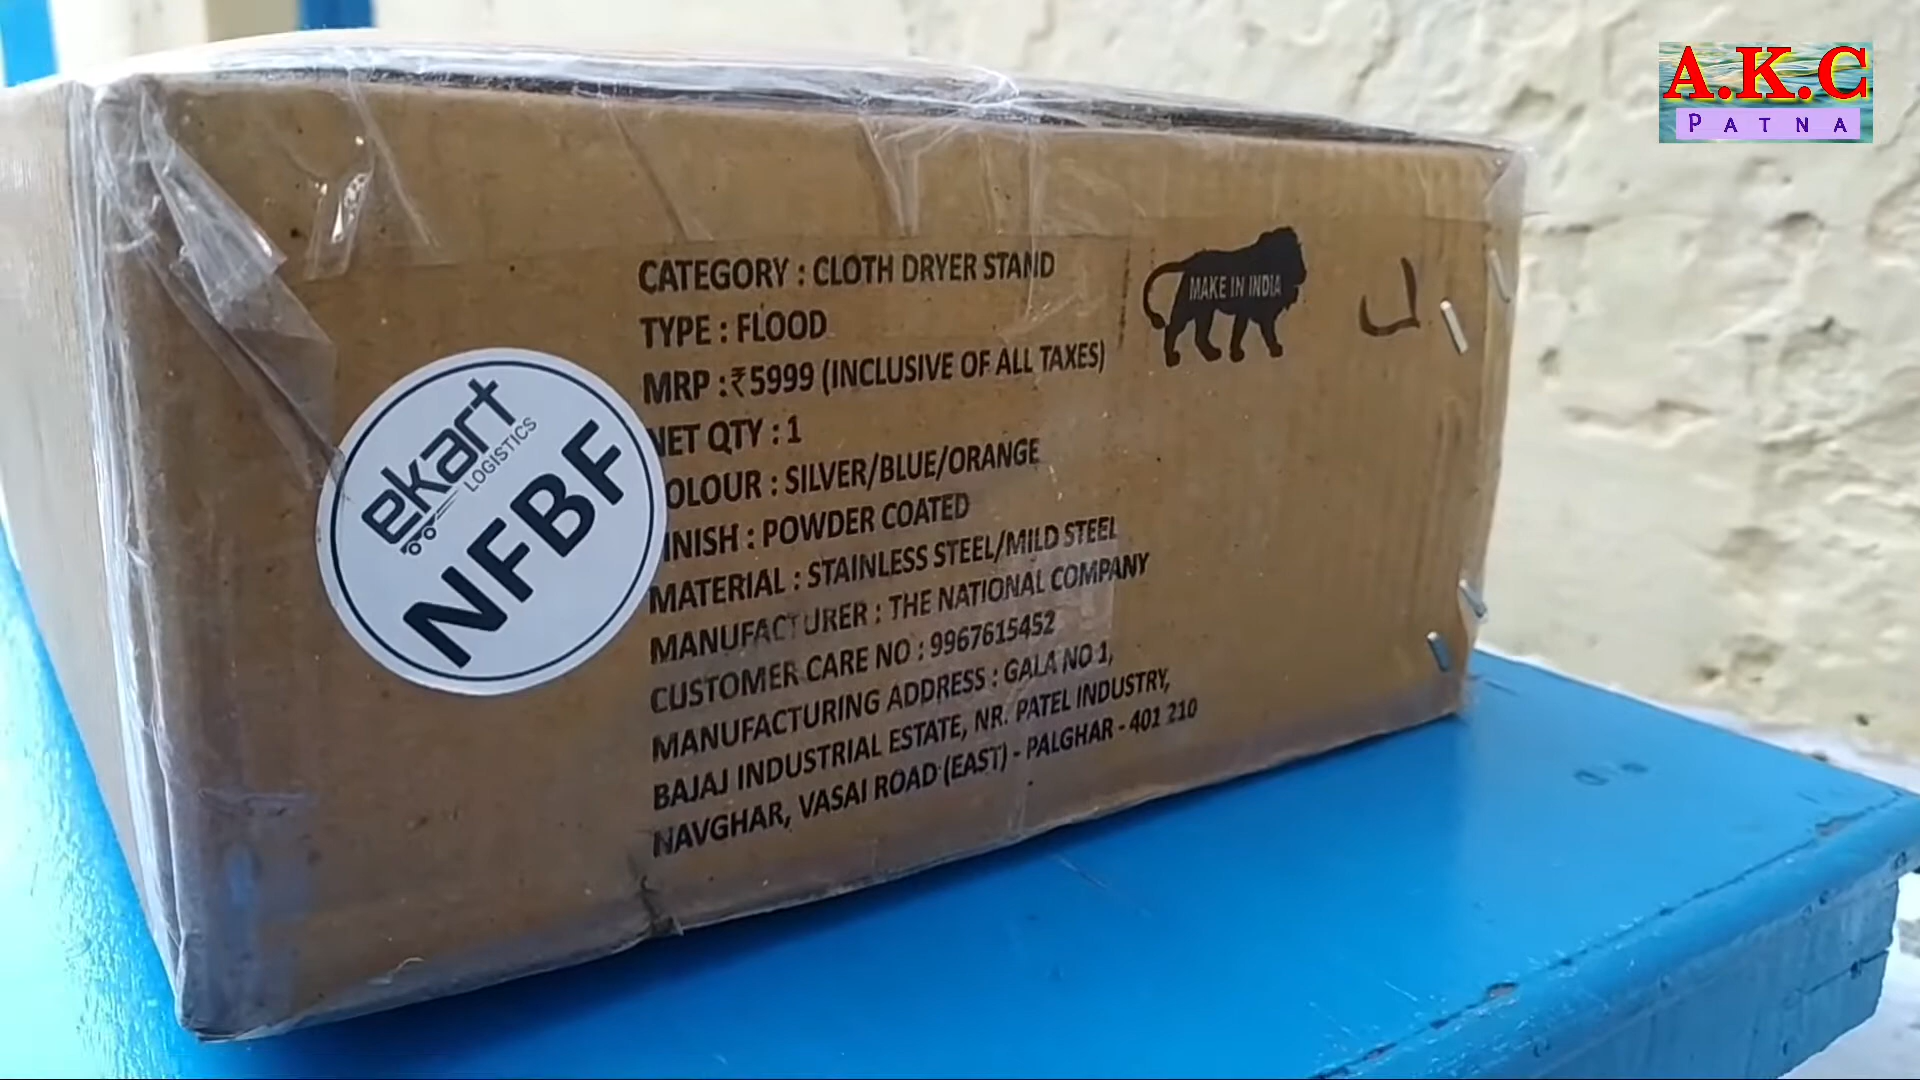 A.K.C
PATNA
CATEGORY : CLOTH DRYER STAND
TYPE : FLOOD
MRP : ₹ 5999 (INCLUSIVE OF ALL TAXES)
NET QTY : 1
OLOUR : SILVER/BLUE/ORANGE
INISH : POWDER COATED
MATERIAL : STAINLESS STEEL/MILD STEEL
MANUFACTURER : THE NATIONAL COMPANY
CUSTOMER CARE NO : 9967615452
MANUFACTURING ADDRESS : GALA NO 1,
BAJAJ INDUSTRIAL ESTATE, NR. PATEL INDUSTRY,
NAVGHAR, VASAI ROAD (EAST) - PALGHAR - 401 210
MAKE IN INDIA
ekart
LOGISTICS
NFBF